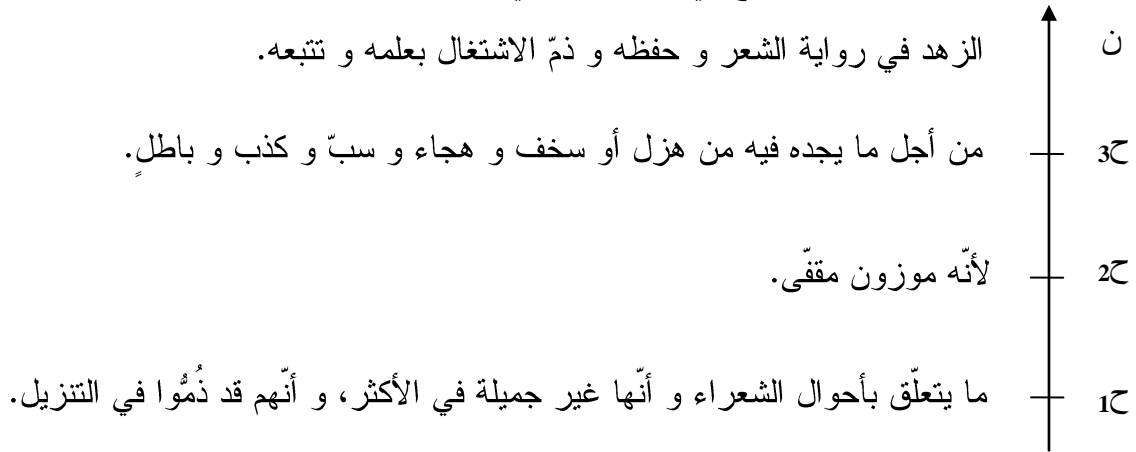 ن الزهد في رواية الشعر و حفظه و ذمّ الاشتغال بعلمه و تتبعه.
ح3 من أجل ما يجده فيه من هزل أو سخف و هجاء و سبّ و كذب و باطلٍ.
ح2 لأنّه موزون مقفّى.
ح1 ما يتعلّق بأحوال الشعراء و أنّها غير جميلة في الأكثر، و أنّهم قد ذُمُّوا في التنزيل.